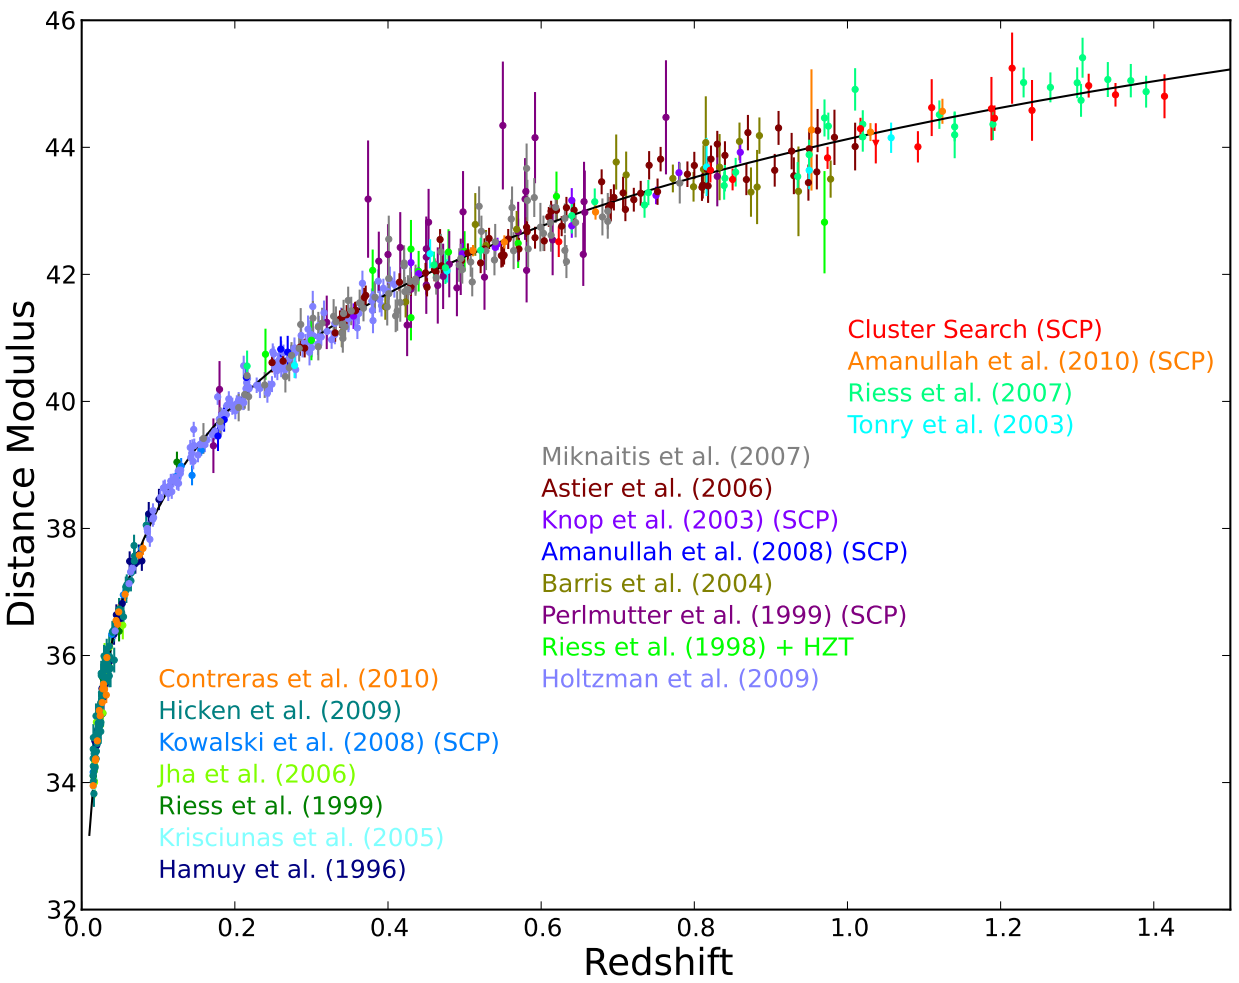 46
44
42
40
38
36
34
32
Distance Modulus
Cluster Search (SCP)
Amanullah et al. (2010) (SCP)
Riess et al. (2007)
Tonry et al. (2003)
Miknaitis et al. (2007)
Astier et al. (2006)
Knop et al. (2003) (SCP)
Amanullah et al. (2008) (SCP)
Barris et al. (2004)
Perlmutter et al. (1999) (SCP)
Riess et al. (1998) + HZT
Holtzman et al. (2009)
Contreras et al. (2010)
Hicken et al. (2009)
Kowalski et al. (2008) (SCP)
Jha et al. (2006)
Riess et al. (1999)
Krisciunas et al. (2005)
Hamuy et al. (1996)
0.0 0.2 0.4 0.6 0.8 1.0 1.2 1.4
Redshift